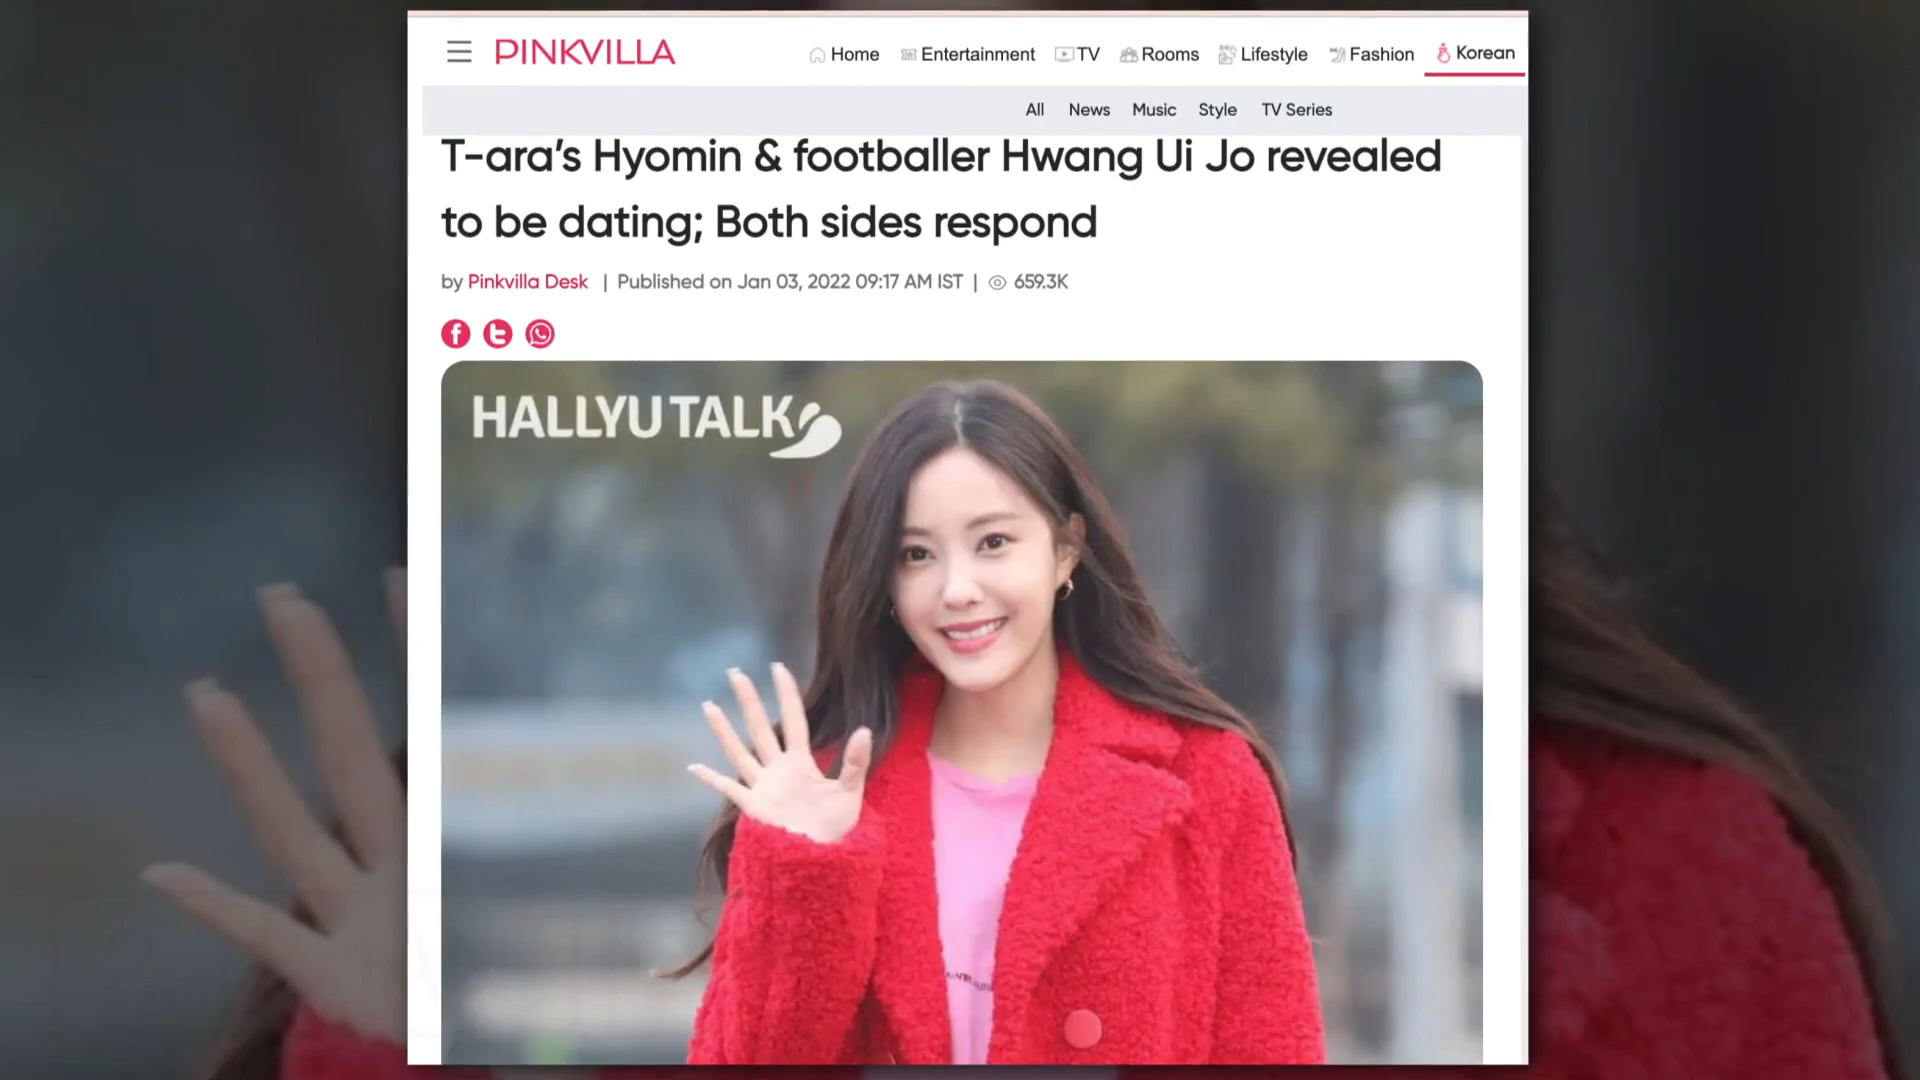 PINKVILLA
Home Entertainment TV Rooms Lifestyle Fashion Korean
All News Music Style TV Series
T-ara's Hyomin & footballer Hwang Ui Jo revealed
to be dating; Both sides respond
by Pinkvilla Desk | Published on Jan 03, 2022 09:17 AM IST | 659.3K
HALLYUTALK